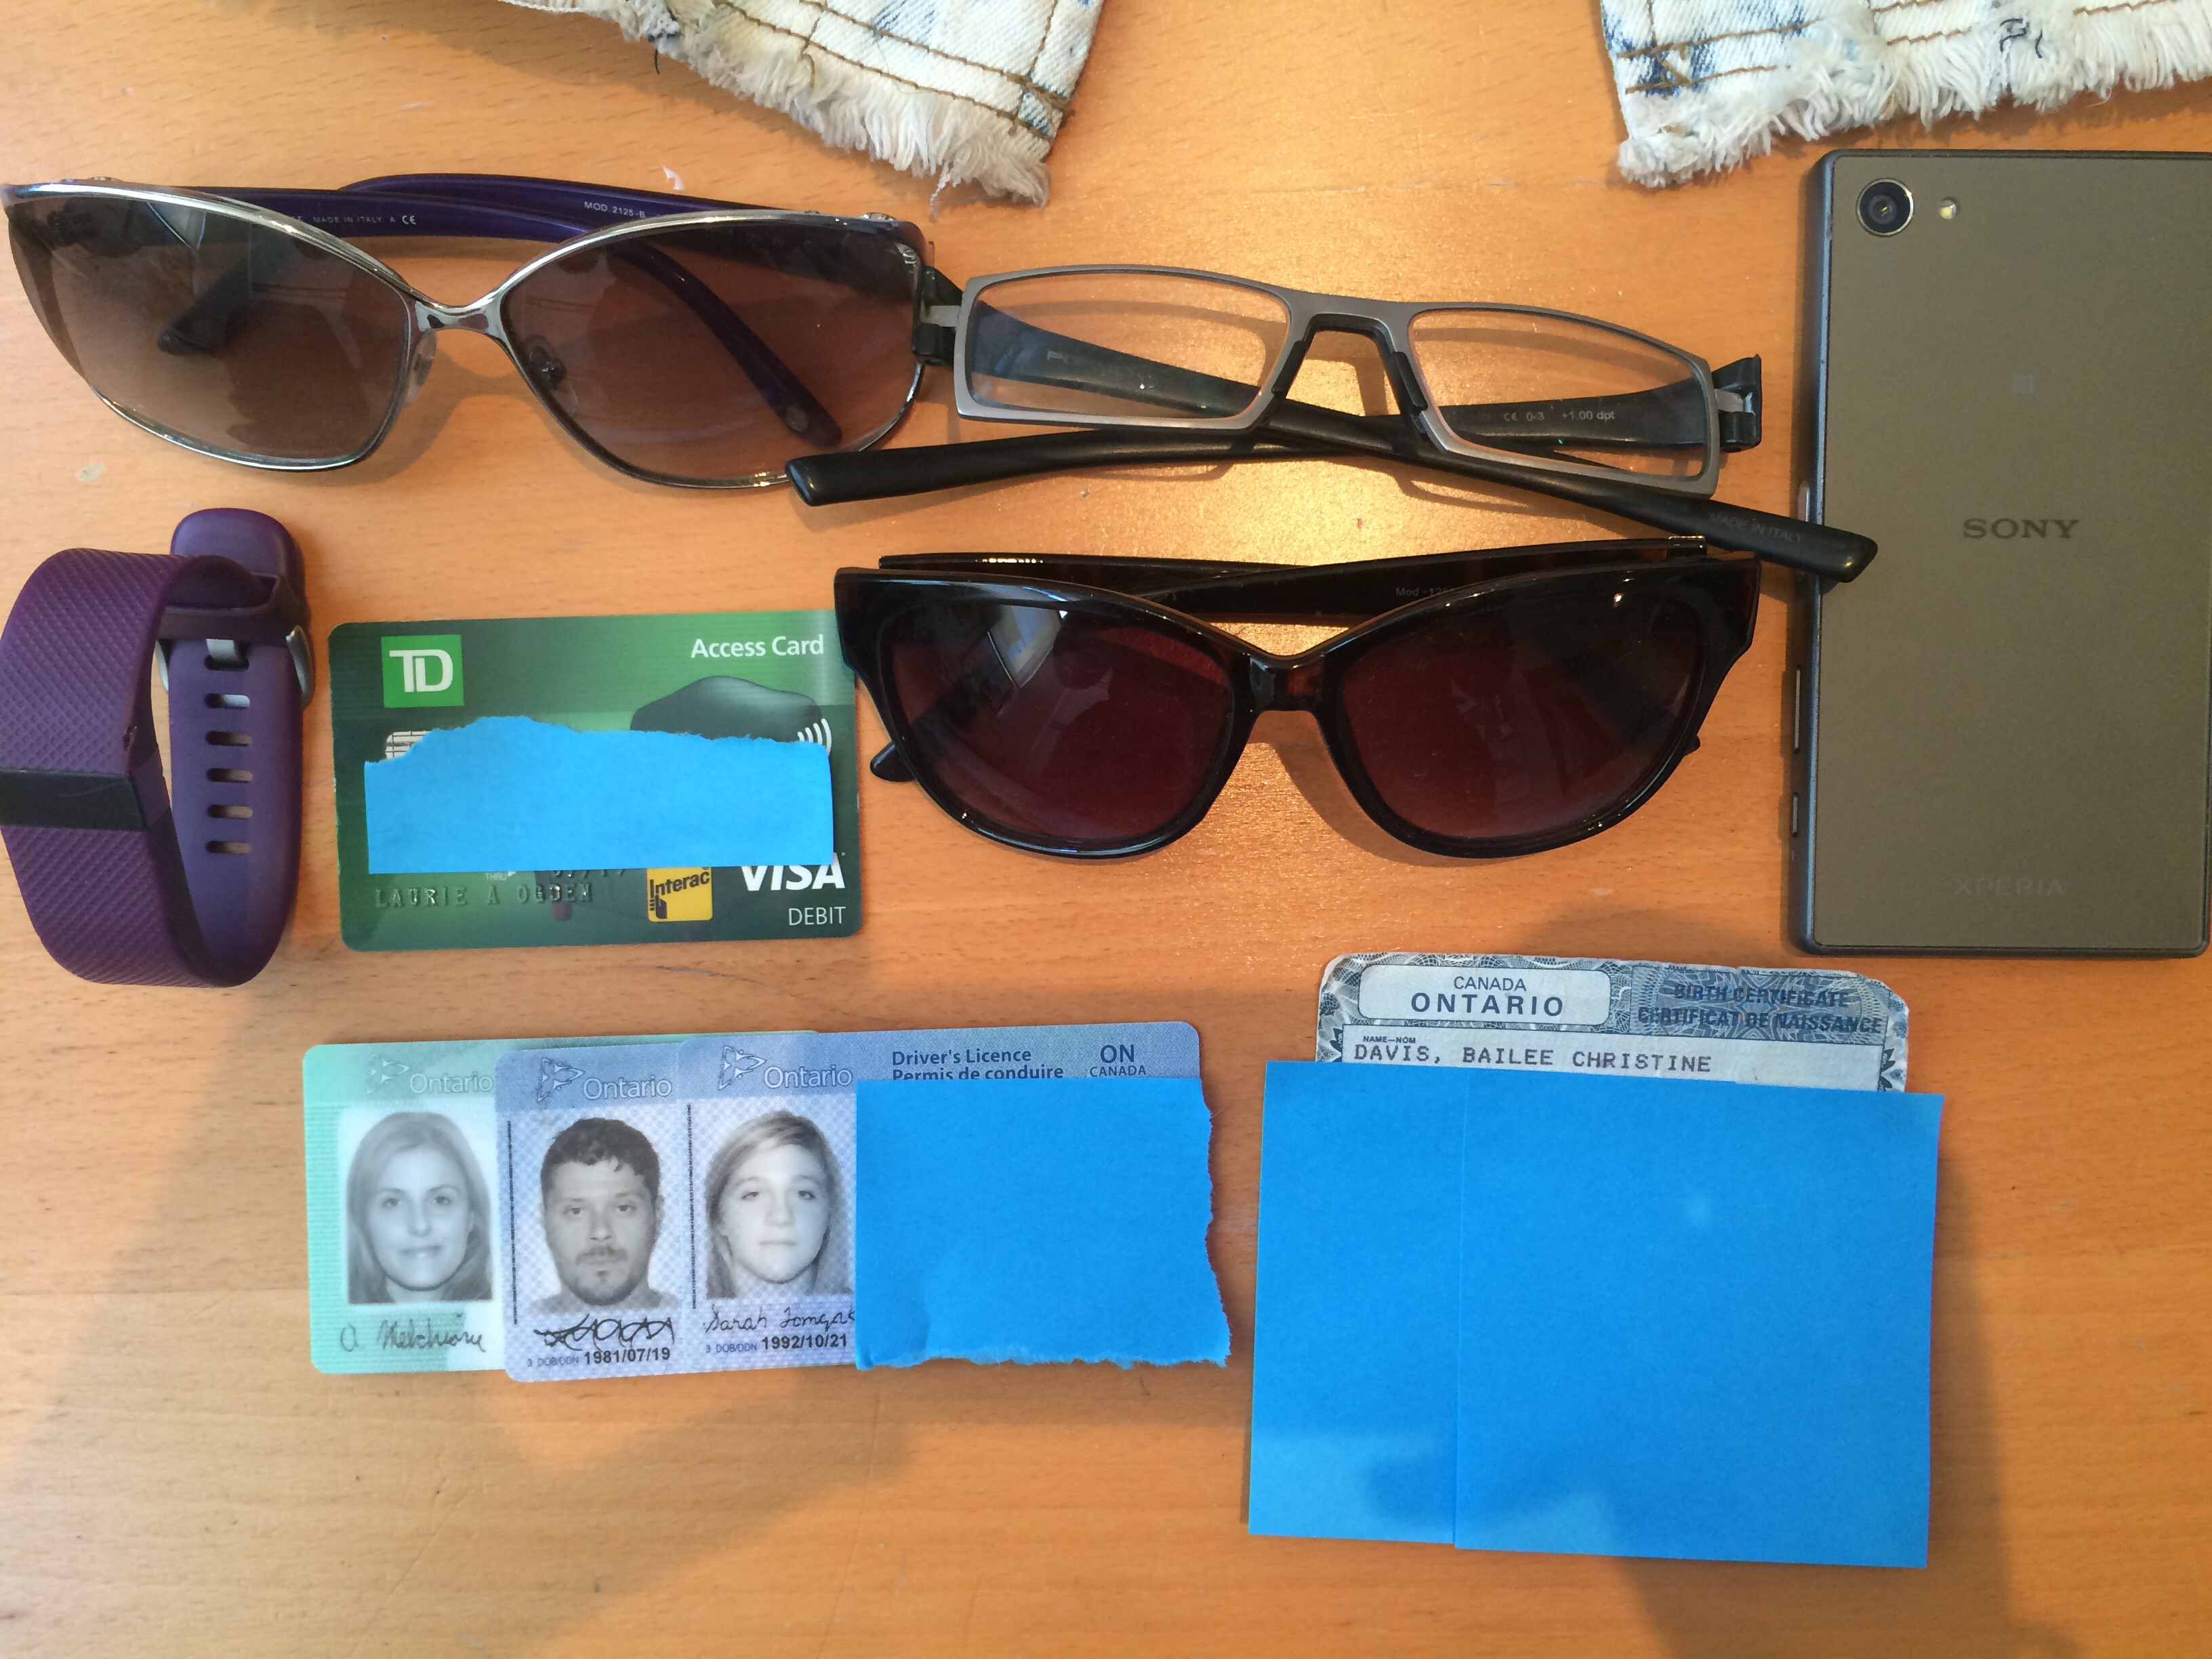 MADE IN ITALY A CE
MOD. 2125-B
CE 0-3 +1.00 dpt
MADE IN ITALY
SONY
XPERIA
TD
Access Card
THRU
LAURIE A OGDEN
Interac
VISA
DEBIT
CANADA
ONTARIO
BIRTH CERTIFICATE
CERTIFICAT DE NAISSANCE
NAME-NOM
DAVIS, BAILEE CHRISTINE
Ontario
Ontario
3 DOB/DDN 1981/07/19
Ontario
Sarah
3 DOB/DDN 1992/10/21
Driver's Licence
Permis de conduire
ON
CANADA